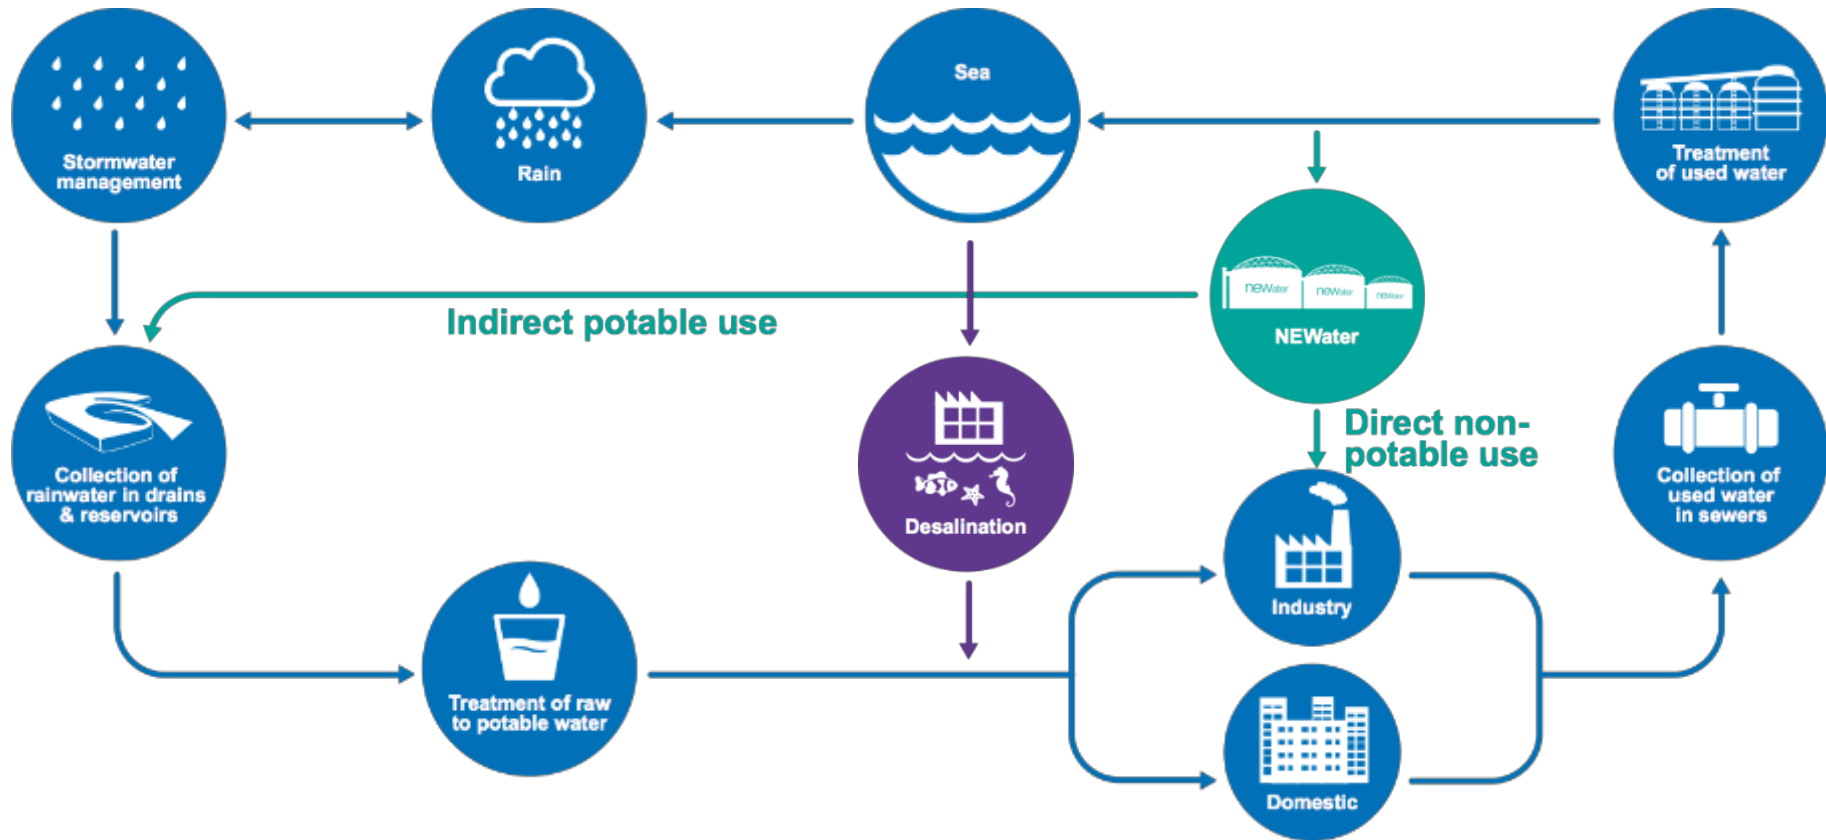 Stormwater
management
Rain
Sea
Treatment
of used water
Indirect potable use
newater
newater
newater
NEWater
Collection of
rainwater in drains
& reservoirs
Desalination
Direct non-
potable use
Collection of
used water
in sewers
Treatment of raw
to potable water
Industry
Domestic